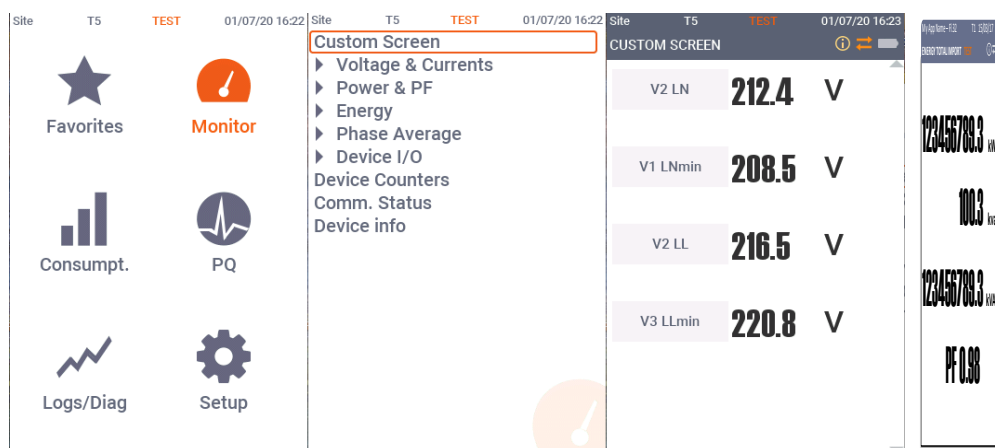 Site T5 TEST 01/07/20 16:22
Favorites Monitor
Consumpt. PQ
Logs/Diag Setup
Site T5 TEST 01/07/20 16:22
Custom Screen
Voltage & Currents
Power & PF
Energy
Phase Average
Device I/O
Device Counters
Comm. Status
Device info
Site T5 TEST 01/07/20 16:23
CUSTOM SCREEN
V2 LN 212.4 V
V1 LNmin 208.5 V
V2 LL 216.5 V
V3 LLmin 220.8 V
ENERGY TOTAL IMPORT
123456789.3
100.3
123456789.3
PF 0.98